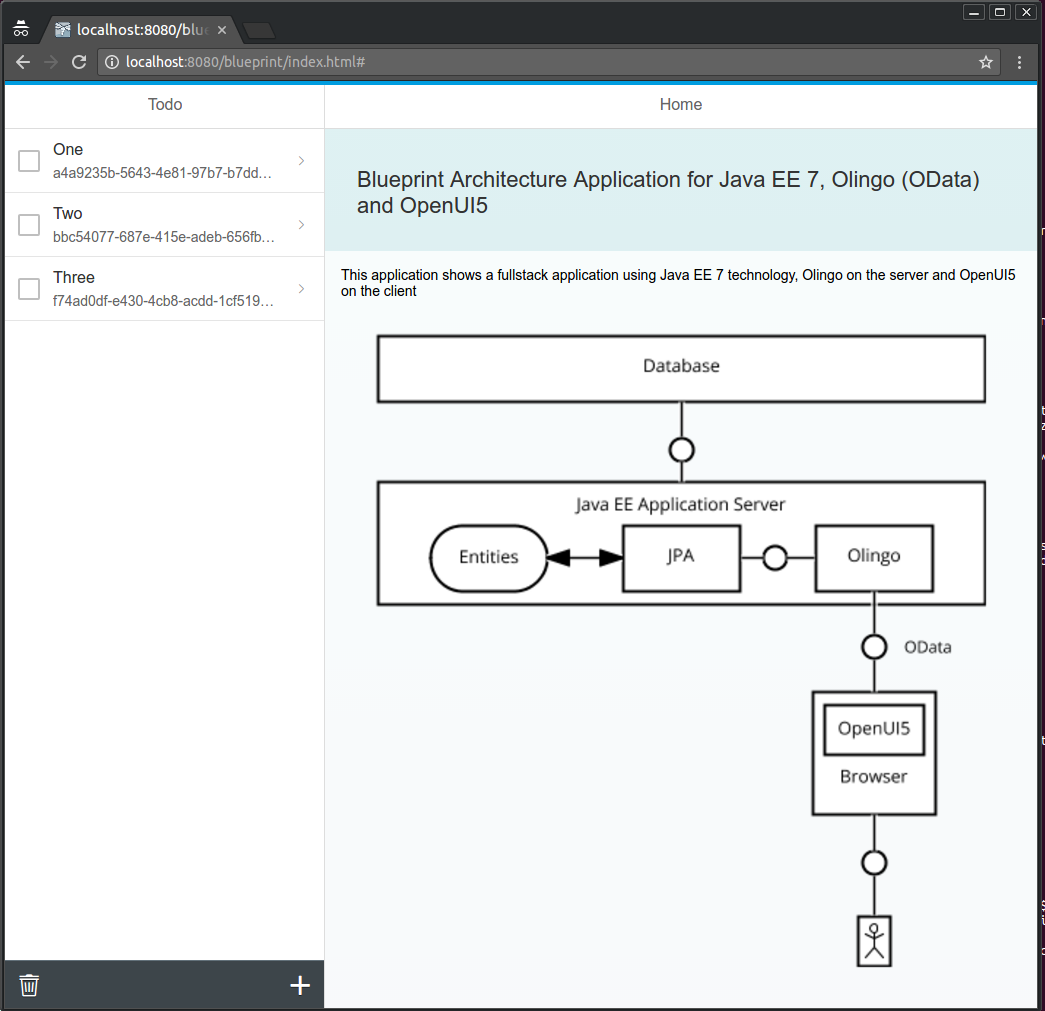 localhost:8080/blu
localhost:8080/blueprint/index.html#
Todo
Home
One
a4a9235b-5643-4e81-97b7-b7dd...
Two
bbc54077-687e-415e-adeb-656fb...
Three
f74ad0df-e430-4cb8-acdd-1cf519...
Blueprint Architecture Application for Java EE 7, Olingo (OData)
and OpenUI5
This application shows a fullstack application using Java EE 7 technology, Olingo on the server and OpenUI5
on the client
Database
Java EE Application Server
Entities
JPA
Olingo
OData
OpenUI5
Browser